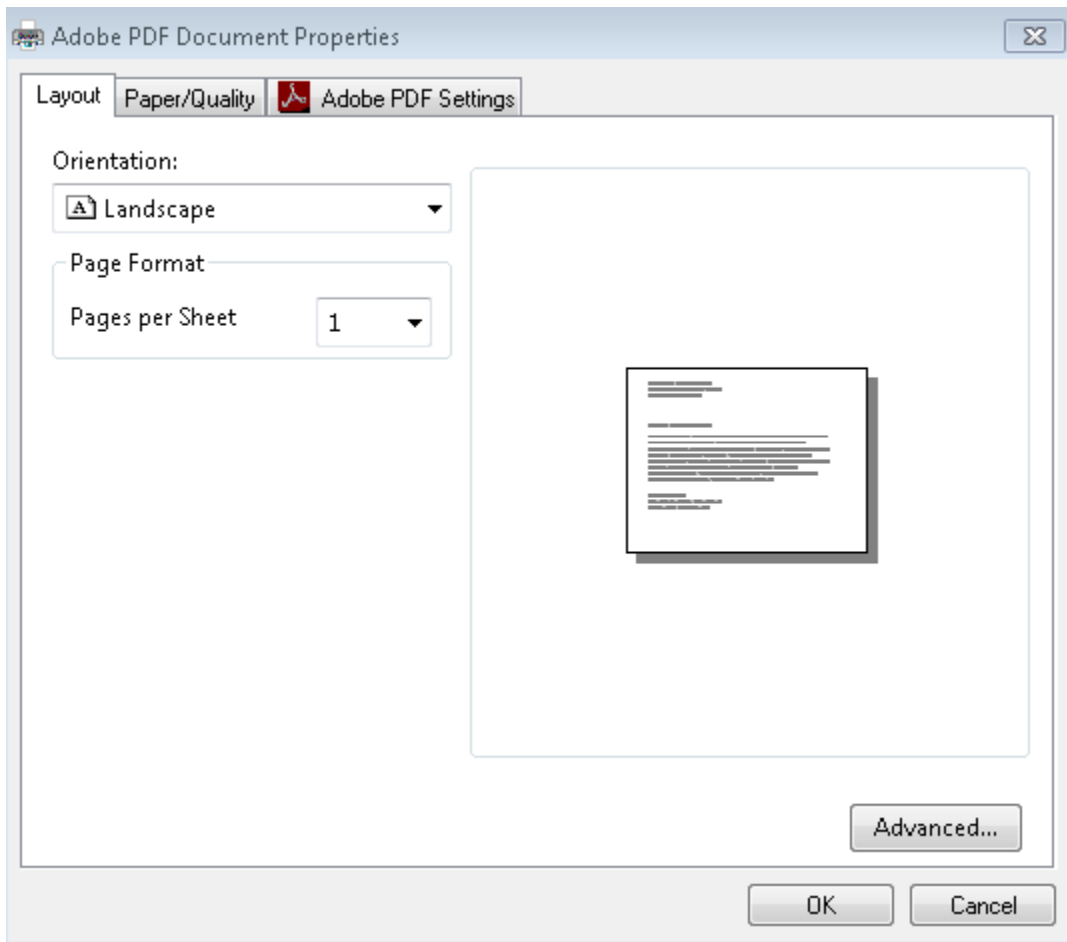 Adobe PDF Document Properties
Layout Paper/Quality Adobe PDF Settings
Orientation:
Landscape
Page Format
Pages per Sheet 1
Advanced...
OK Cancel